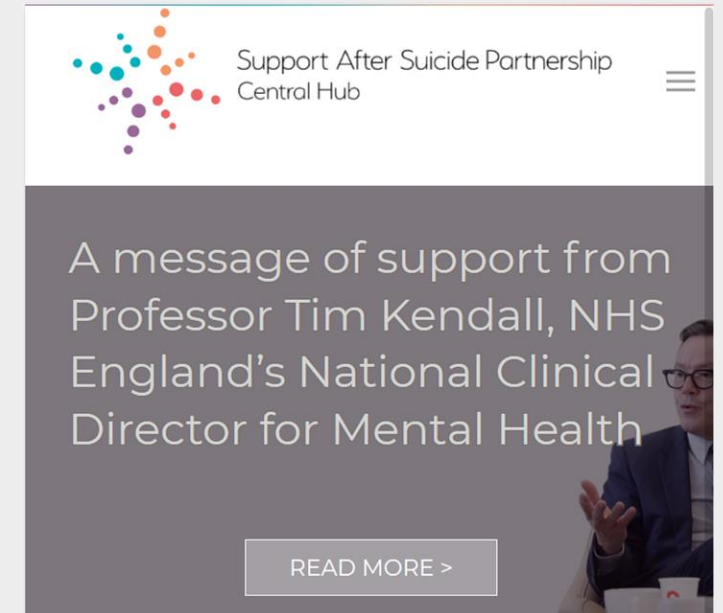 Support After Suicide Partnership
Central Hub
A message of support from
Professor Tim Kendall, NHS
England’s National Clinical
Director for Mental Health
READ MORE >